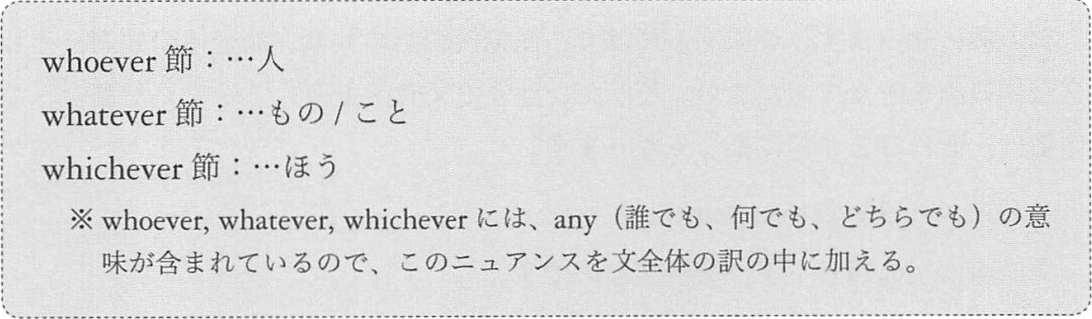 whoever 節：…人
whatever 節：…もの / こと
whichever 節：…ほう
※ whoever, whatever, whichever には、any（誰でも、何でも、どちらでも）の意
味が含まれているので、このニュアンスを文全体の訳の中に加える。